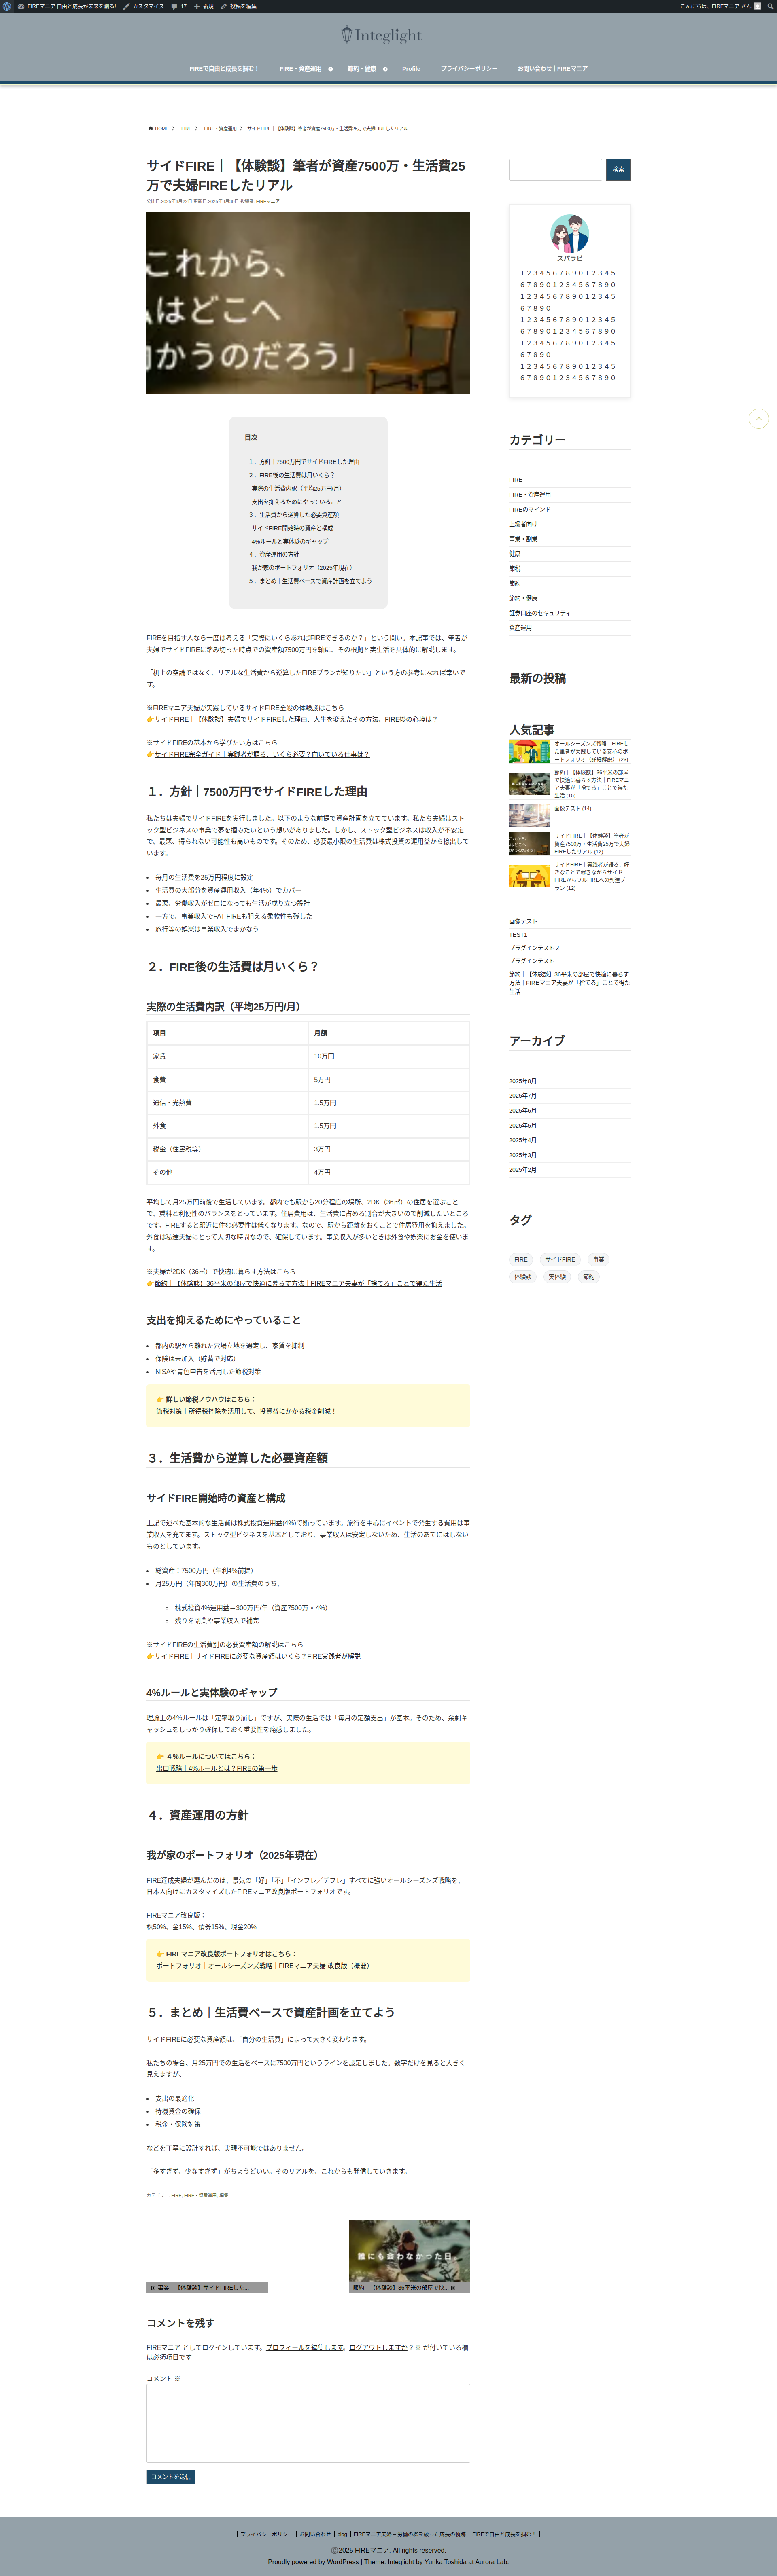 FIREマニア 自由と成長が未来を創る!
カスタマイズ
17
新規
投稿を編集
こんにちは、FIREマニア さん
Integlight
FIREで自由と成長を掴む！
FIRE・資産運用
節約・健康
Profile
プライバシーポリシー
お問い合わせ｜FIREマニア
HOME
FIRE
FIRE・資産運用
サイドFIRE｜【体験談】筆者が資産7500万・生活費25万で夫婦FIREしたリアル
サイドFIRE｜【体験談】筆者が資産7500万・生活費25
万で夫婦FIREしたリアル
公開日:2025年6月22日 更新日:2025年8月30日 投稿者: FIREマニア
これから、
はどこへ
かうのだろう」
目次
１．方針｜7500万円でサイドFIREした理由
２．FIRE後の生活費は月いくら？
実際の生活費内訳（平均25万円/月）
支出を抑えるためにやっていること
３．生活費から逆算した必要資産額
サイドFIRE開始時の資産と構成
4%ルールと実体験のギャップ
４．資産運用の方針
我が家のポートフォリオ（2025年現在）
５．まとめ｜生活費ベースで資産計画を立てよう
FIREを目指す人なら一度は考える「実際にいくらあればFIREできるのか？」という問い。本記事では、筆者が
夫婦でサイドFIREに踏み切った時点での資産額7500万円を軸に、その根拠と実生活を具体的に解説します。
「机上の空論ではなく、リアルな生活費から逆算したFIREプランが知りたい」という方の参考になれば幸いで
す。
※FIREマニア夫婦が実践しているサイドFIRE全般の体験談はこちら
👉サイドFIRE｜【体験談】夫婦でサイドFIREした理由、人生を変えたその方法、FIRE後の心境は？
※サイドFIREの基本から学びたい方はこちら
👉サイドFIRE完全ガイド｜実践者が語る、いくら必要？向いている仕事は？
１．方針｜7500万円でサイドFIREした理由
私たちは夫婦でサイドFIREを実行しました。以下のような前提で資産計画を立てています。私たち夫婦はスト
ック型ビジネスの事業で夢を掴みたいという想いがありました。しかし、ストック型ビジネスは収入が不安定
で、最悪、得られない可能性も高いものです。そのため、必要最小限の生活費は株式投資の運用益から捻出して
います。
• 毎月の生活費を25万円程度に設定
• 生活費の大部分を資産運用収入（年4%）でカバー
• 最悪、労働収入がゼロになっても生活が成り立つ設計
• 一方で、事業収入でFAT FIREも狙える柔軟性も残した
• 旅行等の娯楽は事業収入でまかなう
２．FIRE後の生活費は月いくら？
実際の生活費内訳（平均25万円/月）
項目 月額
家賃 10万円
食費 5万円
通信・光熱費 1.5万円
外食 1.5万円
税金（住民税等） 3万円
その他 4万円
平均して月25万円前後で生活しています。都内でも駅から20分程度の場所、2DK（36㎡）の住居を選ぶこと
で、賃料と利便性のバランスをとっています。住居費用は、生活費に占める割合が大きいので削減したいところ
です。FIREすると駅近に住む必要性は低くなります。なので、駅から距離をおくことで住居費用を抑えました。
外食は私達夫婦にとって大切な時間なので、確保しています。事業収入が多いときは外食や娯楽にお金を使いま
す。
※夫婦が2DK（36㎡）で快適に暮らす方法はこちら
👉節約｜【体験談】36平米の部屋で快適に暮らす方法｜FIREマニア夫妻が「捨てる」ことで得た生活
支出を抑えるためにやっていること
• 都内の駅から離れた穴場立地を選定し、家賃を抑制
• 保険は未加入（貯蓄で対応）
• NISAや青色申告を活用した節税対策
👉 詳しい節税ノウハウはこちら：
節税対策｜所得税控除を活用して、投資益にかかる税金削減！
３．生活費から逆算した必要資産額
サイドFIRE開始時の資産と構成
上記で述べた基本的な生活費は株式投資運用益(4%)で賄っています。旅行を中心にイベントで発生する費用は事
業収入を充てます。ストック型ビジネスを基本としており、事業収入は安定しないため、生活のあてにはしない
ものとしています。
• 総資産：7500万円（年利4%前提）
• 月25万円（年間300万円）の生活費のうち、
◦ 株式投資4%運用益＝300万円/年（資産7500万 × 4%）
◦ 残りを副業や事業収入で補完
※サイドFIREの生活費別の必要資産額の解説はこちら
👉サイドFIRE｜サイドFIREに必要な資産額はいくら？FIRE実践者が解説
4%ルールと実体験のギャップ
理論上の4%ルールは「定率取り崩し」ですが、実際の生活では「毎月の定額支出」が基本。そのため、余剰キ
ャッシュをしっかり確保しておく重要性を痛感しました。
👉 ４%ルールについてはこちら：
出口戦略｜4%ルールとは？FIREの第一歩
４．資産運用の方針
我が家のポートフォリオ（2025年現在）
FIRE達成夫婦が選んだのは、景気の「好」「不」「インフレ／デフレ」すべてに強いオールシーズンズ戦略を、
日本人向けにカスタマイズしたFIREマニア改良版ポートフォリオです。
FIREマニア改良版：
株50%、金15%、債券15%、現金20%
👉 FIREマニア改良版ポートフォリオはこちら：
ポートフォリオ｜オールシーズンズ戦略｜FIREマニア夫婦 改良版（概要）
５．まとめ｜生活費ベースで資産計画を立てよう
サイドFIREに必要な資産額は、「自分の生活費」によって大きく変わります。
私たちの場合、月25万円での生活をベースに7500万円というラインを設定しました。数字だけを見ると大きく
見えますが、
• 支出の最適化
• 待機資金の確保
• 税金・保険対策
などを丁寧に設計すれば、実現不可能ではありません。
「多すぎず、少なすぎず」がちょうどいい。そのリアルを、これからも発信していきます。
カテゴリー: FIRE, FIRE・資産運用, 編集
事業｜【体験談】サイドFIREした...
誰にも会わなかった日、
節約｜【体験談】36平米の部屋で快...
コメントを残す
FIREマニア としてログインしています。プロフィールを編集します。ログアウトしますか？ ※ が付いている欄
は必須項目です
コメント ※
コメントを送信
検索
スパラビ
１２３４５６７８９０１２３４５
６７８９０１２３４５６７８９０
１２３４５６７８９０１２３４５
６７８９０
１２３４５６７８９０１２３４５
６７８９０１２３４５６７８９０
１２３４５６７８９０１２３４５
６７８９０
１２３４５６７８９０１２３４５
６７８９０１２３４５６７８９０
カテゴリー
FIRE
FIRE・資産運用
FIREのマインド
上級者向け
事業・副業
健康
節税
節約
節約・健康
証券口座のセキュリティ
資産運用
最新の投稿
人気記事
オールシーズンズ戦略｜FIREし
た筆者が実践している安心のポ
ートフォリオ（詳細解説） (23)
節約｜【体験談】36平米の部屋
で快適に暮らす方法｜FIREマニ
ア夫妻が「捨てる」ことで得た
生活 (15)
画像テスト (14)
サイドFIRE｜【体験談】筆者が
資産7500万・生活費25万で夫婦
FIREしたリアル (12)
サイドFIRE｜実践者が語る、好
きなことで稼ぎながらサイド
FIREからフルFIREへの到達プ
ラン (12)
画像テスト
TEST1
プラグインテスト２
プラグインテスト
節約｜【体験談】36平米の部屋で快適に暮らす
方法｜FIREマニア夫妻が「捨てる」ことで得た
生活
アーカイブ
2025年8月
2025年7月
2025年6月
2025年5月
2025年4月
2025年3月
2025年2月
タグ
FIRE
サイドFIRE
事業
体験談
実体験
節約
プライバシーポリシー
お問い合わせ
blog
FIREマニア夫婦 – 労働の檻を破った成長の軌跡
FIREで自由と成長を掴む！
©2025 FIREマニア. All rights reserved.
Proudly powered by WordPress | Theme: Integlight by Yurika Toshida at Aurora Lab.